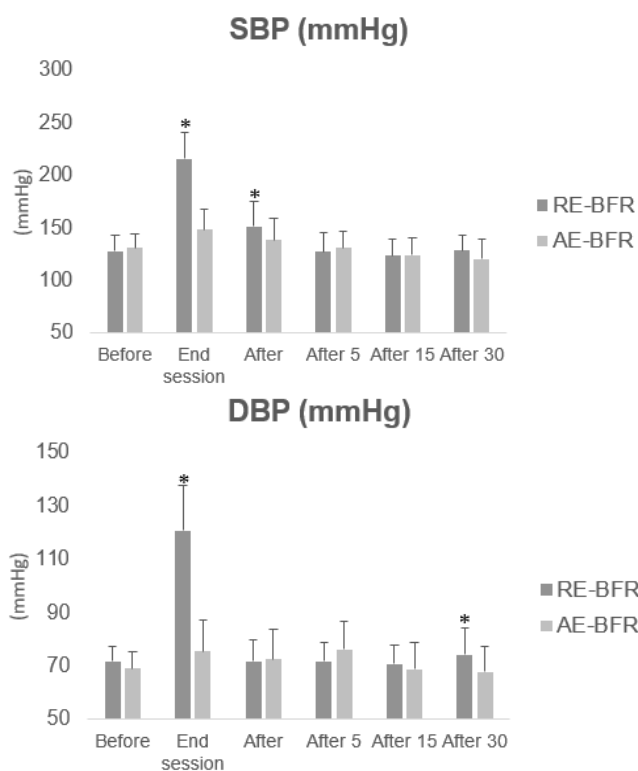 SBP (mmHg)
300
250
200
150
100
50
(mmHg)
*
*
Before
End session
After
After 5
After 15
After 30
RE-BFR
AE-BFR
DBP (mmHg)
150
130
110
90
70
50
(mmHg)
*
*
Before
End session
After
After 5
After 15
After 30
RE-BFR
AE-BFR